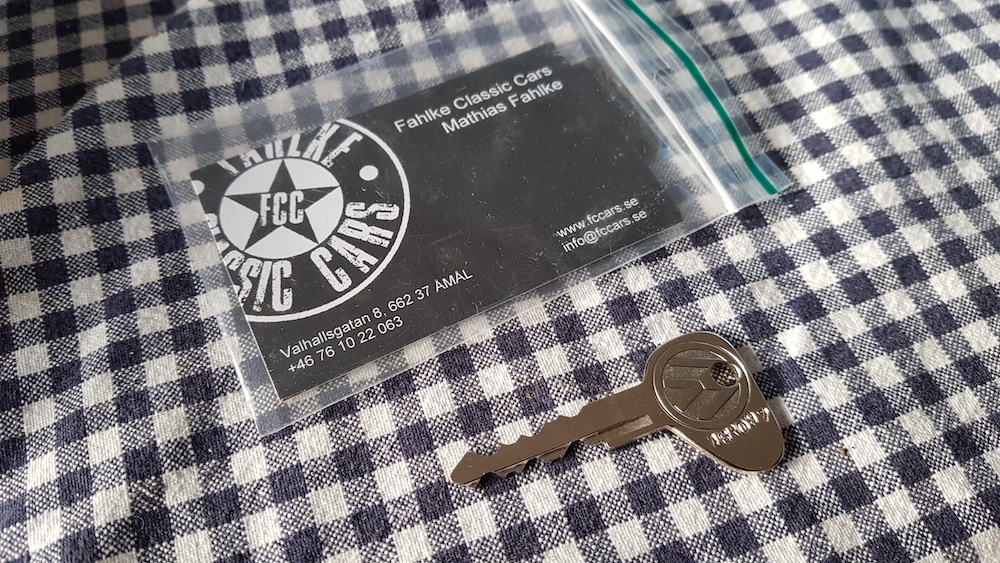 Fahlke Classic Cars
Mathias Fahlke
FAHLKE
FCC
CLASSIC CARS
www.fccars.se
info@fccars.se
Valhallsgatan 8, 662 37 AMAL
+46 76 10 22 063